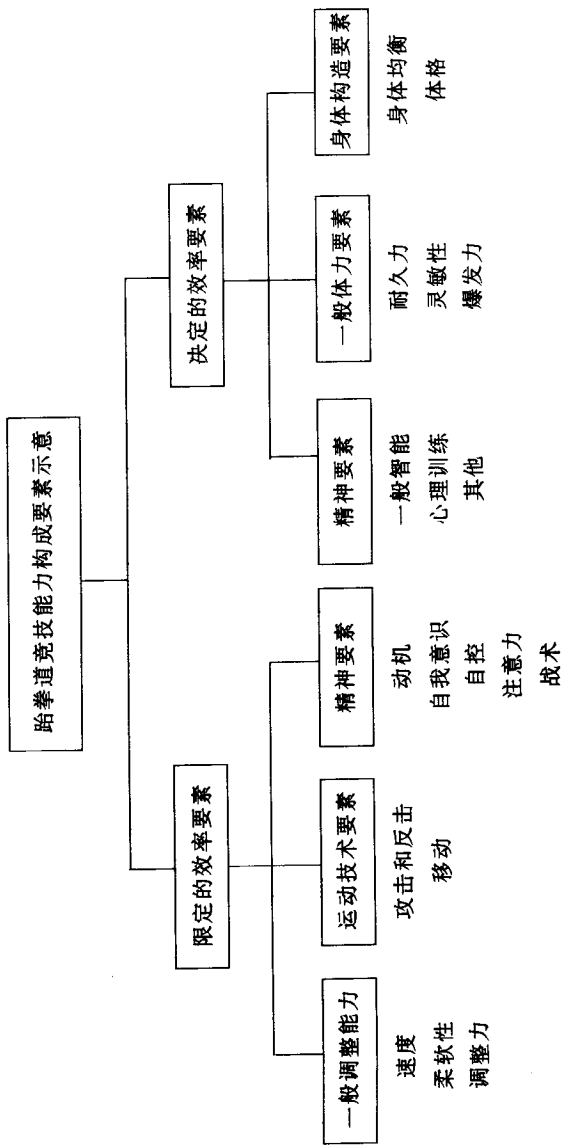 跆拳道竞技能力构成要素示意
限定的效率要素
决定的效率要素
一般调整能力
速度
柔软性
调整力
运动技术要素
攻击和反击
移动
精神要素
动机
自我意识
自控
注意力
战术
精神要素
一般智能
心理训练
其他
一般体力要素
耐久力
灵敏性
爆发力
身体构造要素
身体均衡
体格